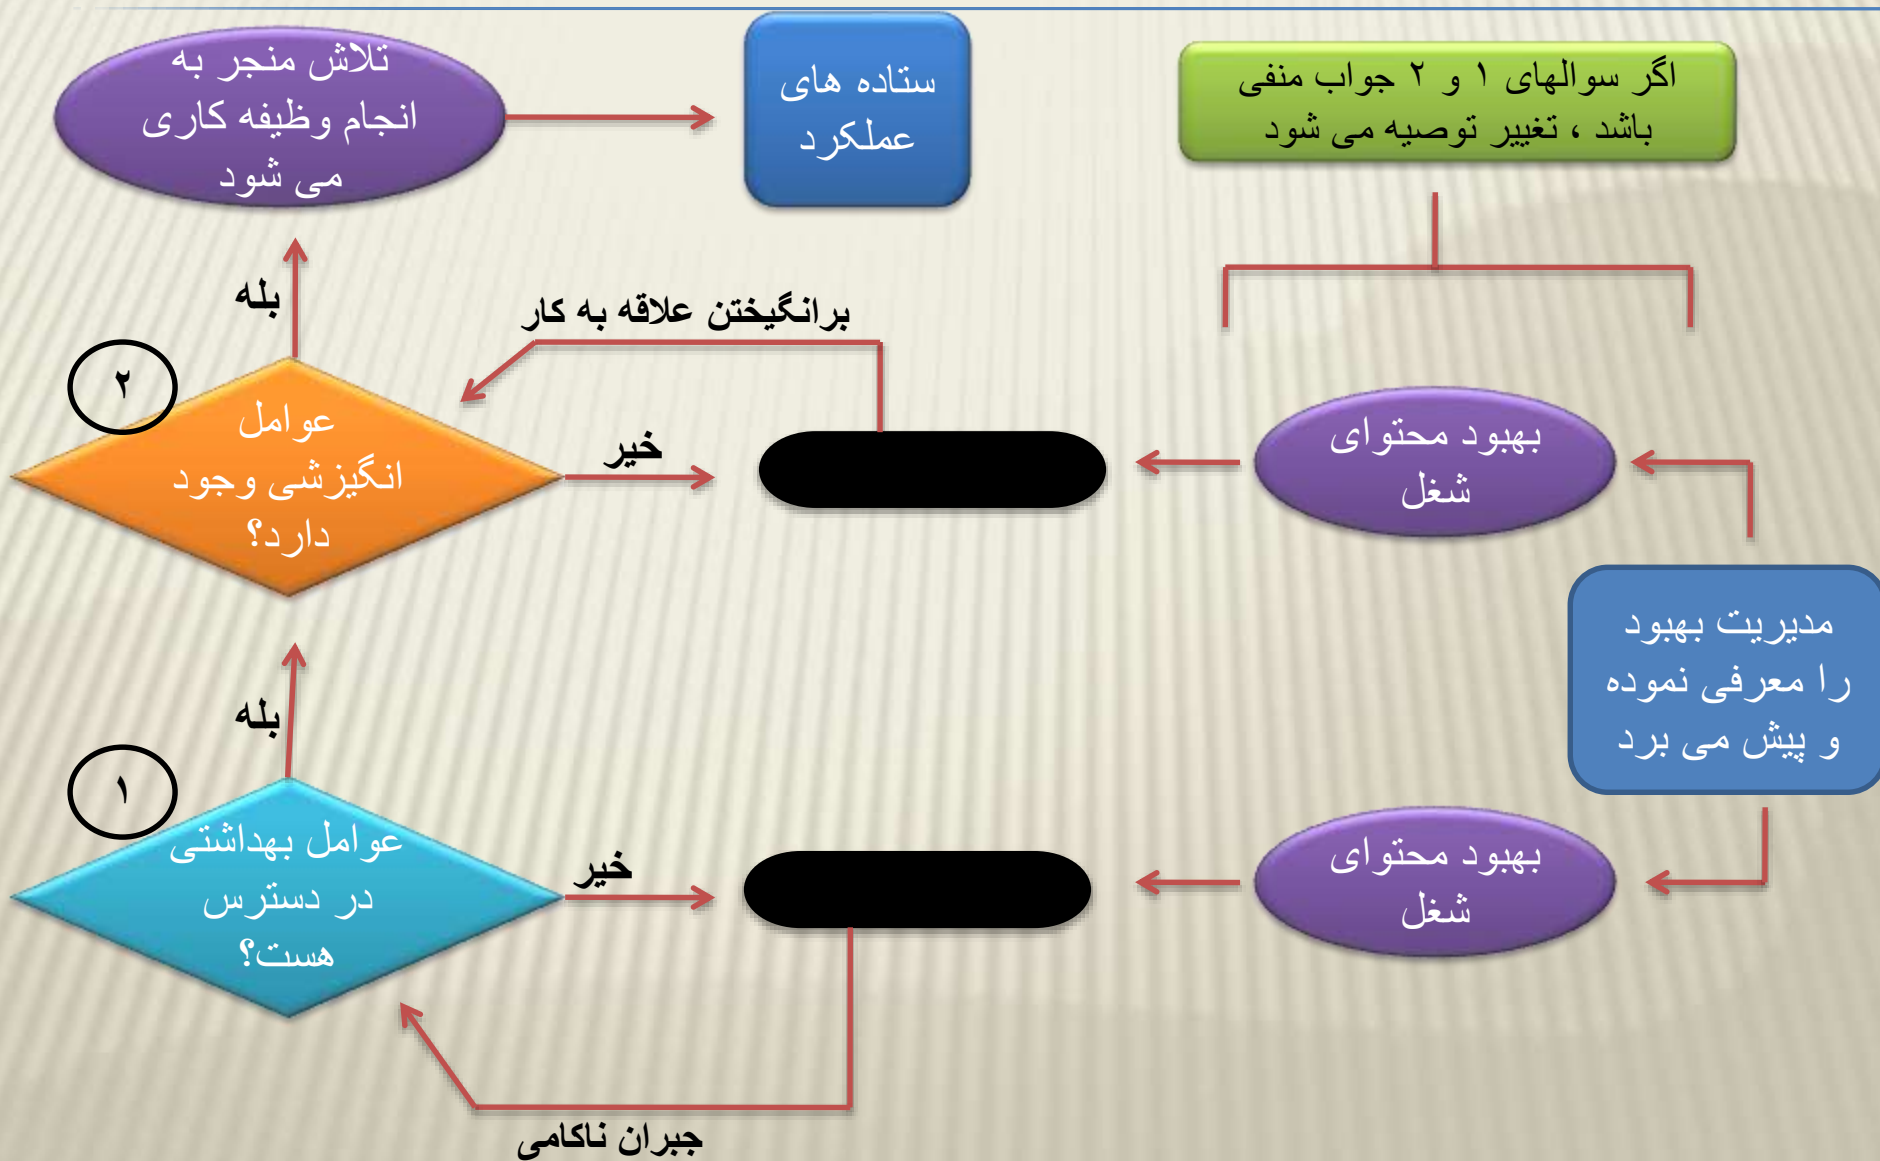 تلاش منجر به
انجام وظیفه کاری
می شود
ستاده های
عملکرد
اگر سوالهای ۱ و ۲ جواب منفی
باشد ، تغییر توصیه می شود
بله
برانگیختن علاقه به کار
۲
عوامل
انگیزشی وجود
دارد؟
خیر
بهبود محتوای
شغل
مدیریت بهبود
را معرفی نموده
و پیش می برد
بله
۱
عوامل بهداشتی
در دسترس
هست؟
خیر
بهبود محتوای
شغل
جبران ناکامی